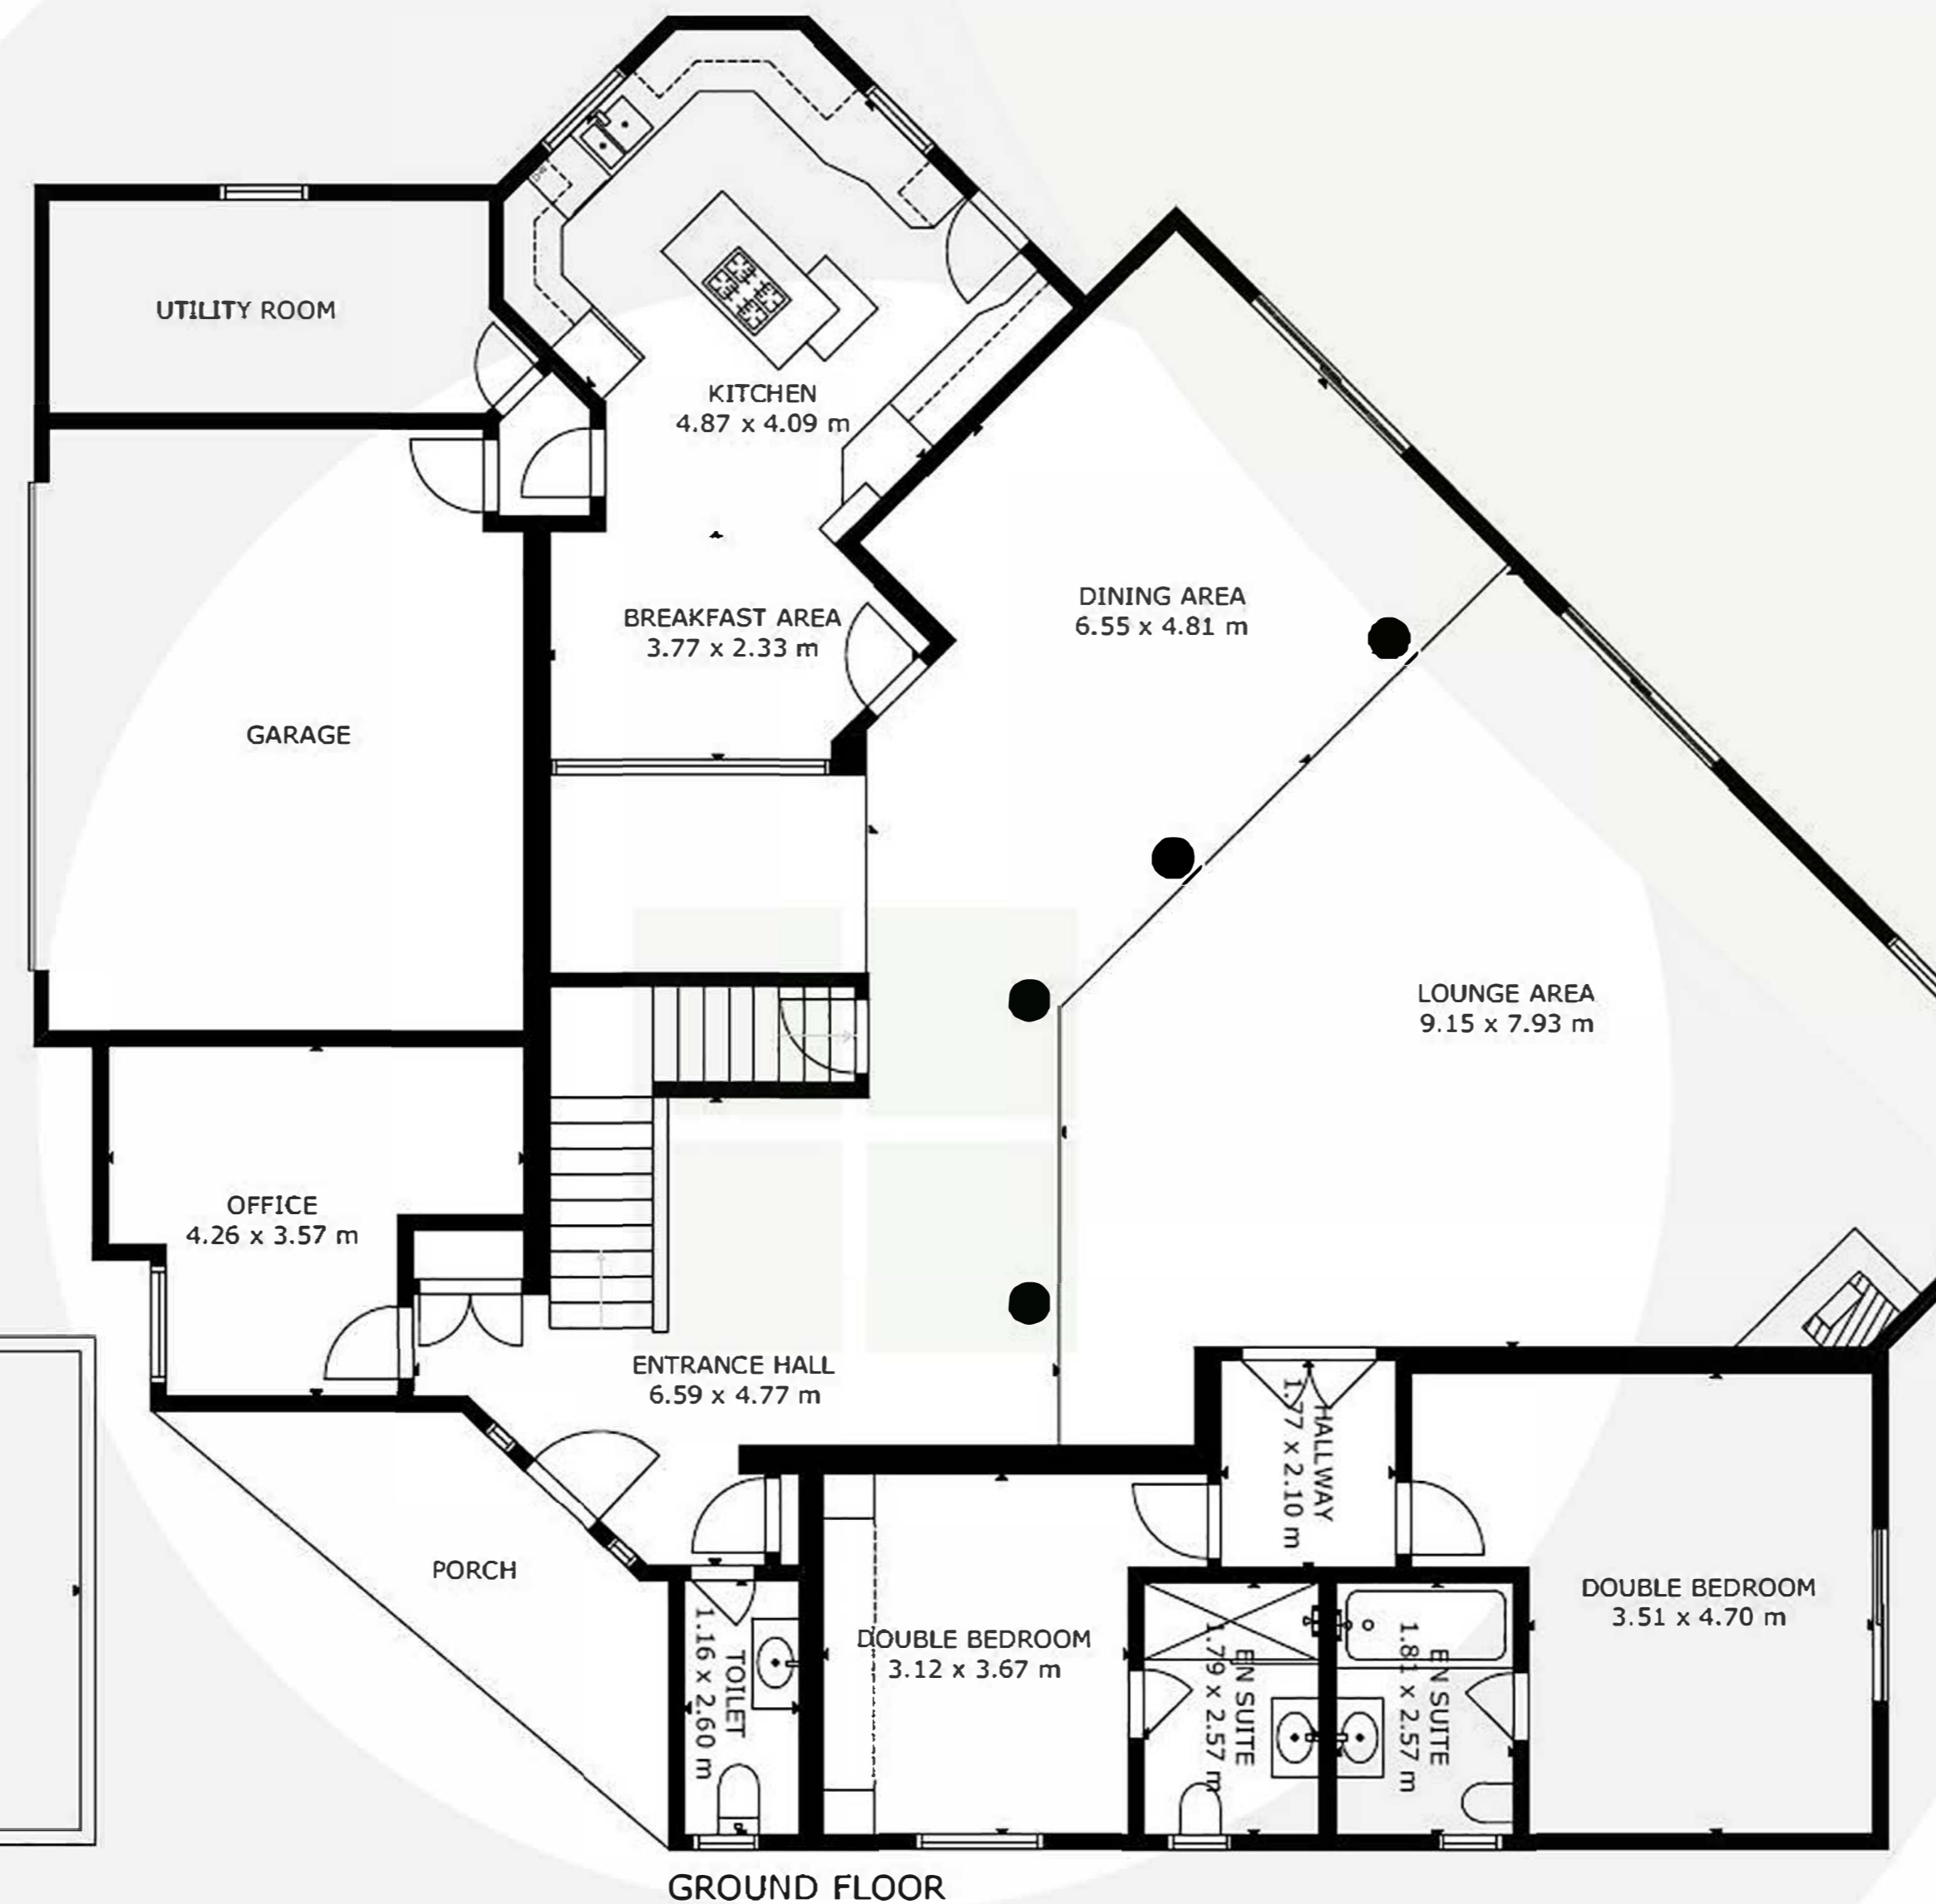 UTILITY ROOM
KITCHEN
4.87 x 4.09 m
DINING AREA
6.55 x 4.81 m
BREAKFAST AREA
3.77 x 2.33 m
GARAGE
LOUNGE AREA
9.15 x 7.93 m
OFFICE
4.26 x 3.57 m
ENTRANCE HALL
6.59 x 4.77 m
HALLWAY
1.77 x 2.10 m
PORCH
DOUBLE BEDROOM
3.51 x 4.70 m
DOUBLE BEDROOM
3.12 x 3.67 m
TOILET
1.16 x 2.60 m
EN SUITE
1.79 x 2.57 m
EN SUITE
1.81 x 2.57 m
GROUND FLOOR